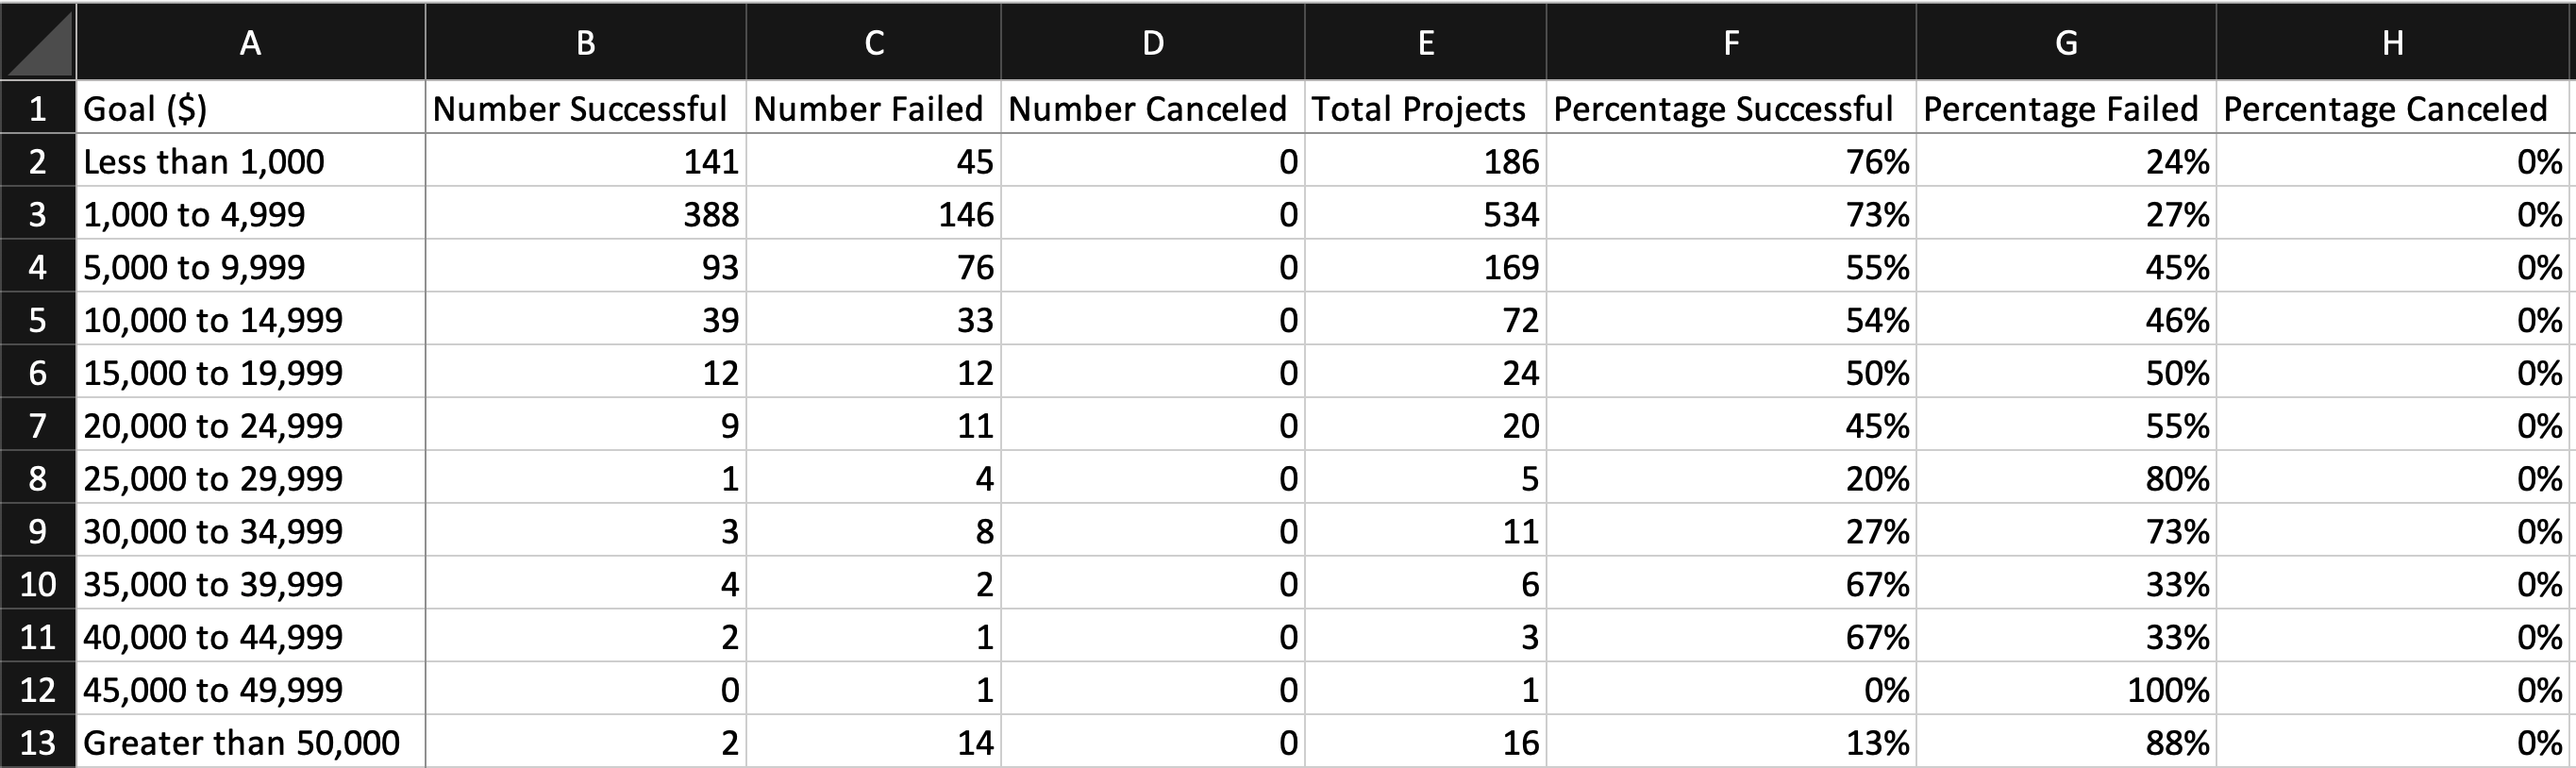 A B C D E F G H
1 Goal ($) Number Successful Number Failed Number Canceled Total Projects Percentage Successful Percentage Failed Percentage Canceled
2 Less than 1,000 141 45 0 186 76% 24% 0%
3 1,000 to 4,999 388 146 0 534 73% 27% 0%
4 5,000 to 9,999 93 76 0 169 55% 45% 0%
5 10,000 to 14,999 39 33 0 72 54% 46% 0%
6 15,000 to 19,999 12 12 0 24 50% 50% 0%
7 20,000 to 24,999 9 11 0 20 45% 55% 0%
8 25,000 to 29,999 1 4 0 5 20% 80% 0%
9 30,000 to 34,999 3 8 0 11 27% 73% 0%
10 35,000 to 39,999 4 2 0 6 67% 33% 0%
11 40,000 to 44,999 2 1 0 3 67% 33% 0%
12 45,000 to 49,999 0 1 0 1 0% 100% 0%
13 Greater than 50,000 2 14 0 16 13% 88% 0%